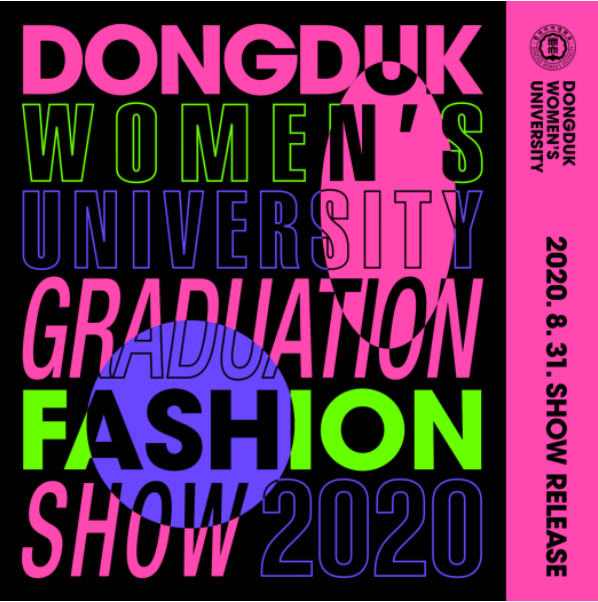 DONGDUK
WOMEN'S
UNIVERSITY
GRADUATION
FASHION
SHOW 2020
DONGDUK
WOMEN'S
UNIVERSITY
2020. 8. 31. SHOW RELEASE